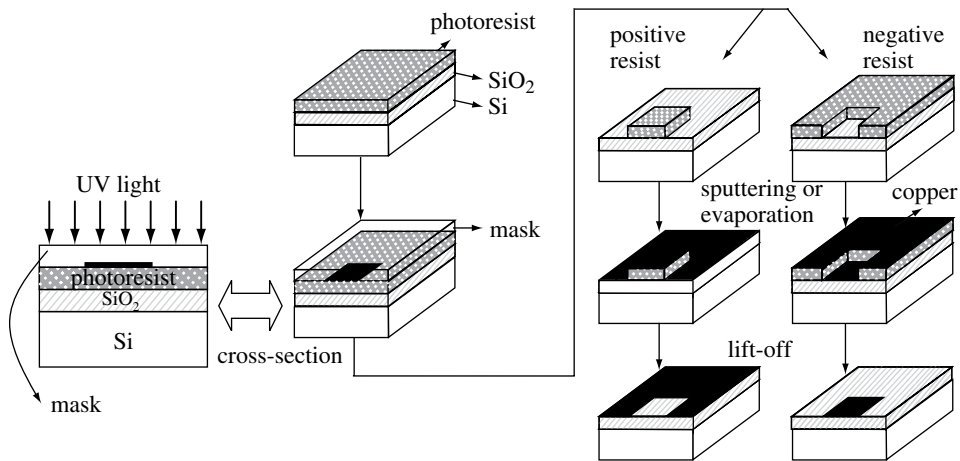 photoresist
SiO2
Si
UV light
mask
photoresist
SiO2
Si
mask
cross-section
positive
resist
negative
resist
sputtering or
evaporation
copper
lift-off